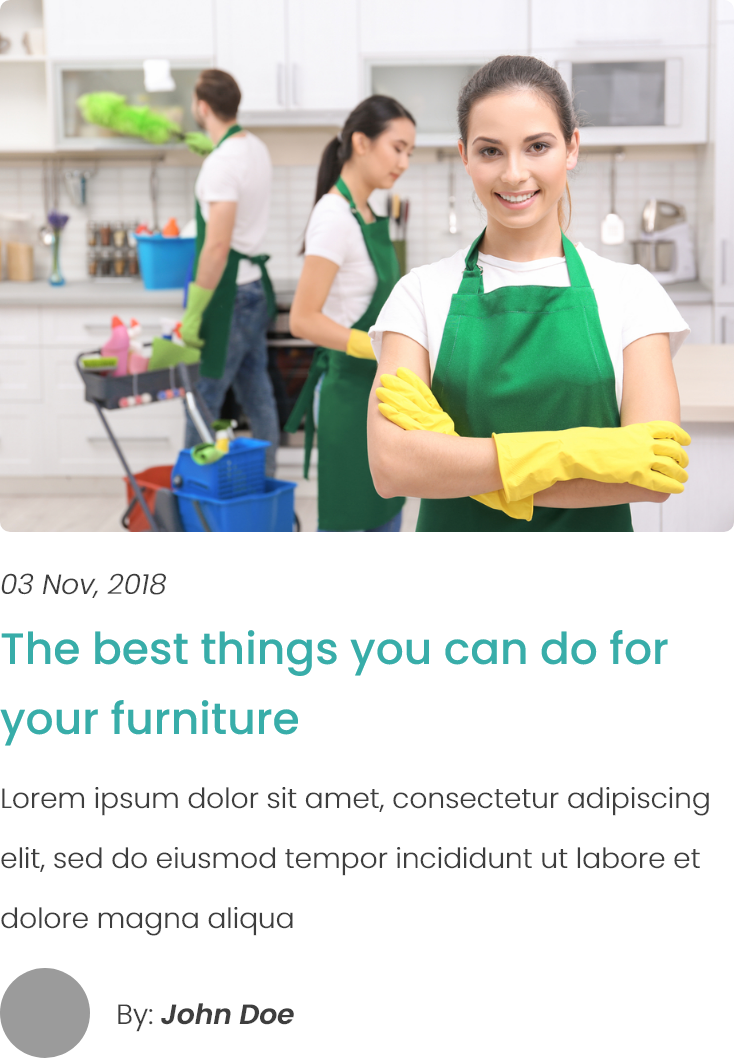 03 Nov, 2018
The best things you can do for
your furniture
Lorem ipsum dolor sit amet, consectetur adipiscing
elit, sed do eiusmod tempor incididunt ut labore et
dolore magna aliqua
By: John Doe